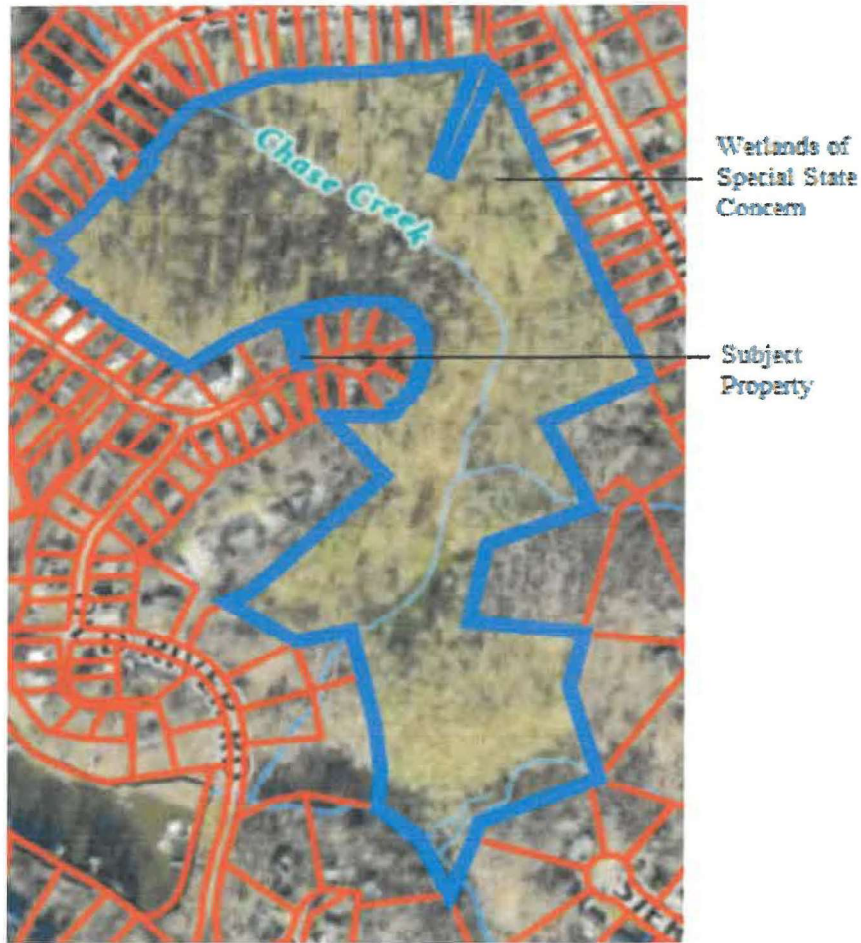 Chase Creek
Wetlands of
Special State
Concern
Subject
Property